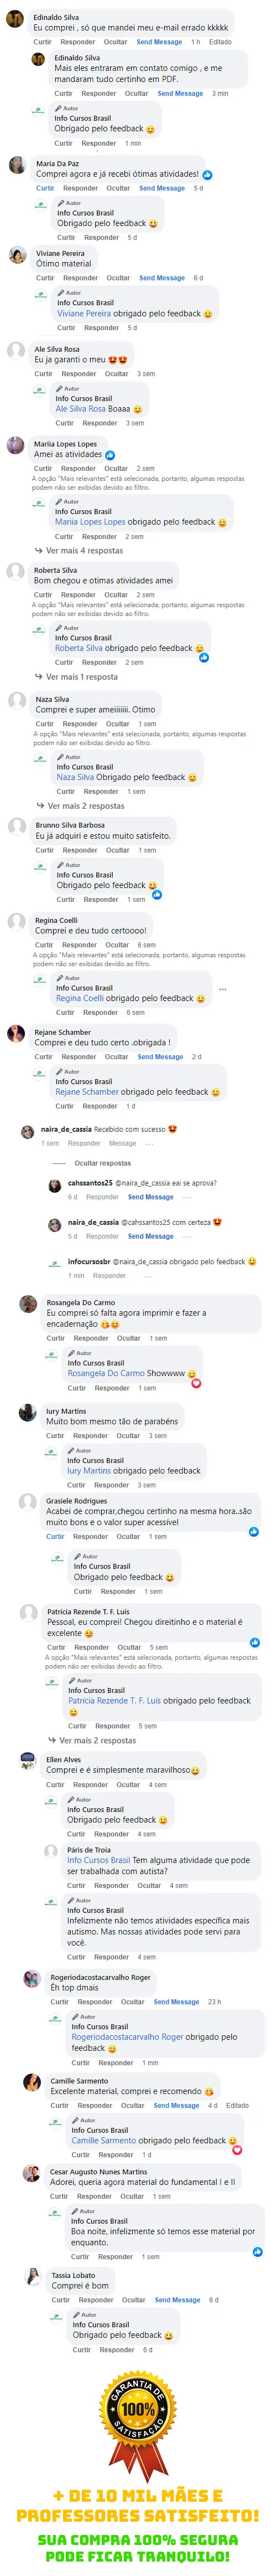 Edinaldo Silva
Eu comprei , só que mandei meu e-mail errado kkkkk
Curtir Responder Ocultar Send Message 1 h Editado
Edinaldo Silva
Mais eles entraram em contato comigo , e me
mandaram tudo certinho em PDF.
Curtir Responder Ocultar Send Message 3 min
Autor
Info Cursos Brasil
Obrigado pelo feedback 😃
Curtir Responder 1 min
Maria Da Paz
Comprei agora e já recebi ótimas atividades!
Curtir Responder Ocultar Send Message 5 d
Autor
Info Cursos Brasil
Obrigado pelo feedback 😃
Curtir Responder 5 d
Viviane Pereira
Ótimo material
Curtir Responder Ocultar Send Message 6 d
Autor
Info Cursos Brasil
Viviane Pereira obrigado pelo feedback 😃
Curtir Responder 5 d
Ale Silva Rosa
Eu ja garanti o meu 😍😍
Curtir Responder Ocultar 3 sem
Autor
Info Cursos Brasil
Ale Silva Rosa Boaaa 😃
Curtir Responder 3 sem
Mariia Lopes Lopes
Amei as atividades
Curtir Responder Ocultar 2 sem
A opção "Mais relevantes" está selecionada, portanto, algumas respostas
podem não ser exibidas devido ao filtro.
Autor
Info Cursos Brasil
Mariia Lopes Lopes obrigado pelo feedback 😃
Curtir Responder 2 sem
Ver mais 4 respostas
Roberta Silva
Bom chegou e otimas atividades amei
Curtir Responder Ocultar 2 sem
A opção "Mais relevantes" está selecionada, portanto, algumas respostas
podem não ser exibidas devido ao filtro.
Autor
Info Cursos Brasil
Roberta Silva obrigado pelo feedback 😃
Curtir Responder 2 sem
Ver mais 1 resposta
Naza Silva
Comprei e super ameiiiiiii. Otimo
Curtir Responder Ocultar 1 sem
A opção "Mais relevantes" está selecionada, portanto, algumas respostas
podem não ser exibidas devido ao filtro.
Autor
Info Cursos Brasil
Naza Silva Obrigado pelo feedback 😃
Curtir Responder 1 sem
Ver mais 2 respostas
Brunno Silva Barbosa
Eu já adquiri e estou muito satisfeito.
Curtir Responder Ocultar 1 sem
Autor
Info Cursos Brasil
Obrigado pelo feedback 😃
Curtir Responder 1 sem
Regina Coelli
Comprei e deu tudo certoooo!
Curtir Responder Ocultar 6 sem
A opção "Mais relevantes" está selecionada, portanto, algumas respostas
podem não ser exibidas devido ao filtro.
Autor
Info Cursos Brasil
Regina Coelli obrigado pelo feedback 😃
Curtir Responder 6 sem
Rejane Schamber
Comprei e deu tudo certo .obrigada !
Curtir Responder Ocultar Send Message 2 d
Autor
Info Cursos Brasil
Rejane Schamber obrigado pelo feedback 😃
Curtir Responder 1 d
naira_de_cassia Recebido com sucesso 😍
1 sem Responder Message ...
Ocultar respostas
cahssantos25 @naira_de_cassia eai se aprova?
6 d Responder Send Message ...
naira_de_cassia @cahssantos25 com certeza 😍
5 d Responder Send Message ...
infocursosbr @naira_de_cassia obrigado pelo feedback 😃
1 min Responder ...
Rosangela Do Carmo
Eu comprei só falta agora imprimir e fazer a
encadernação 🥰😊
Curtir Responder Ocultar 1 sem
Autor
Info Cursos Brasil
Rosangela Do Carmo Showwww 😃
Curtir Responder 1 sem
Iury Martins
Muito bom mesmo tão de parabéns
Curtir Responder Ocultar 3 sem
Autor
Info Cursos Brasil
Iury Martins obrigado pelo feedback
Curtir Responder 3 sem
Grasiele Rodrigues
Acabei de comprar,chegou certinho na mesma hora..são
muito bons e o valor super acessível
Curtir Responder Ocultar 1 sem
Autor
Info Cursos Brasil
Obrigado pelo feedback 😃
Curtir Responder 1 sem
Patrícia Rezende T. F. Luís
Pessoal, eu comprei! Chegou direitinho e o material é
excelente ☺️
Curtir Responder Ocultar 5 sem
A opção "Mais relevantes" está selecionada, portanto, algumas respostas
podem não ser exibidas devido ao filtro.
Autor
Info Cursos Brasil
Patrícia Rezende T. F. Luís obrigado pelo feedback
😃
Curtir Responder 5 sem
Ver mais 2 respostas
Ellen Alves
Comprei e é simplesmente maravilhoso😄
Curtir Responder Ocultar 4 sem
Autor
Info Cursos Brasil
Obrigado pelo feedback 😃
Curtir Responder 4 sem
Páris de Troia
Info Cursos Brasil Tem alguma atividade que pode
ser trabalhada com autista?
Curtir Responder Ocultar 4 sem
Autor
Info Cursos Brasil
Infelizmente não temos atividades específica mais
autismo. Mas nossas atividades pode servi para
você.
Curtir Responder 4 sem
Rogeriodacostacarvalho Roger
Éh top dmais
Curtir Responder Ocultar Send Message 23 h
Autor
Info Cursos Brasil
Rogeriodacostacarvalho Roger obrigado pelo
feedback 😃
Curtir Responder 1 min
Camille Sarmento
Excelente material, comprei e recomendo 🥰
Curtir Responder Ocultar Send Message 4 d Editado
Autor
Info Cursos Brasil
Camille Sarmento obrigado pelo feedback 😃
Curtir Responder 1 d
Cesar Augusto Nunes Martins
Adorei, queria agora material do fundamental I e II
Curtir Responder Ocultar 1 sem
Autor
Info Cursos Brasil
Boa noite, infelizmente só temos esse material por
enquanto.
Curtir Responder 1 sem
Tassia Lobato
Comprei é bom
Curtir Responder Ocultar Send Message 6 d
Autor
Info Cursos Brasil
Obrigado pelo feedback 😃
Curtir Responder 6 d
GARANTIA DE
100%
SATISFAÇÃO
+ DE 10 MIL MÃES E
PROFESSORES SATISFEITO!
SUA COMPRA 100% SEGURA
PODE FICAR TRANQUILO!